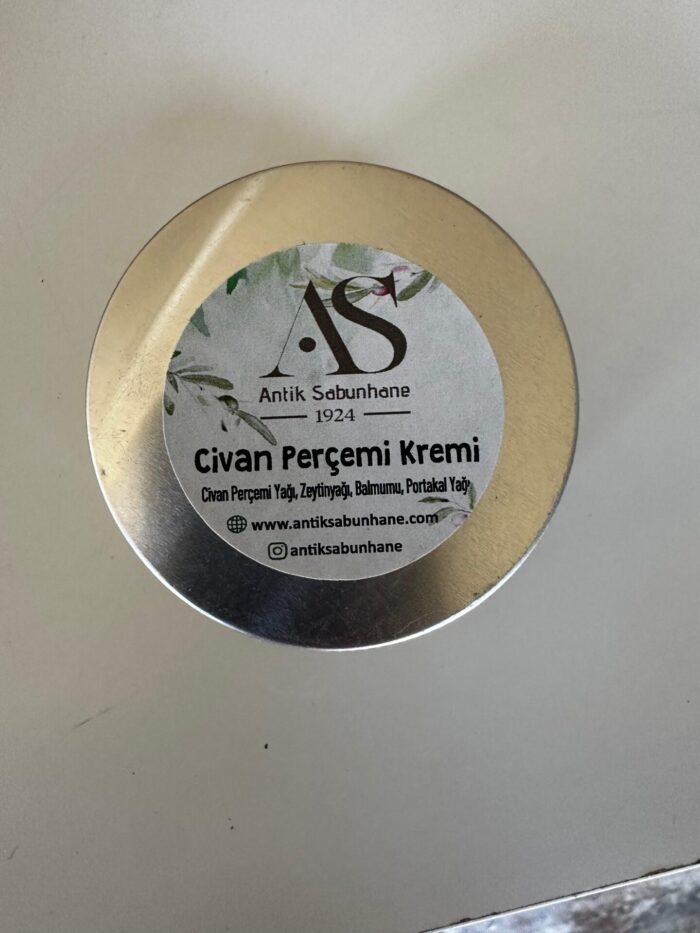 AS
Antik Sabunhane
1924
Civan Perçemi Kremi
Civan Perçemi Yağı, Zeytinyağı, Balmumu, Portakal Yağı
www.antiksabunhane.com
antiksabunhane